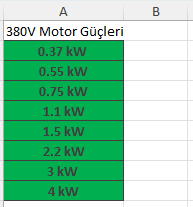 A B
380V Motor Güçleri
0.37 kW
0.55 kW
0.75 kW
1.1 kW
1.5 kW
2.2 kW
3 kW
4 kW